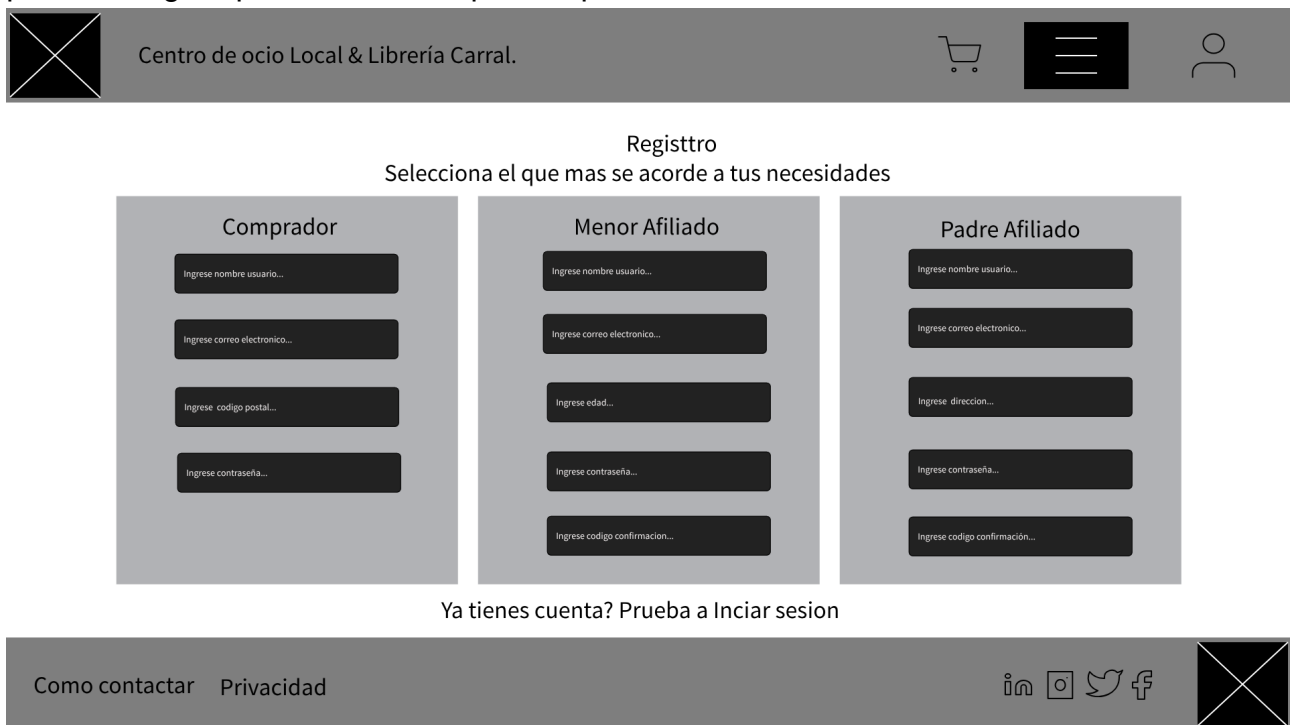 Centro de ocio Local & Librería Carral.
Registtro
Selecciona el que mas se acorde a tus necesidades
Comprador
Ingrese nombre usuario...
Ingrese correo electronico...
Ingrese codigo postal...
Ingrese contraseña...
Menor Afiliado
Ingrese nombre usuario...
Ingrese correo electronico...
Ingrese edad...
Ingrese contraseña...
Ingrese codigo confirmacion...
Padre Afiliado
Ingrese nombre usuario...
Ingrese correo electronico...
Ingrese direccion...
Ingrese contraseña...
Ingrese codigo confirmación...
Ya tienes cuenta? Prueba a Inciar sesion
Como contactar Privacidad